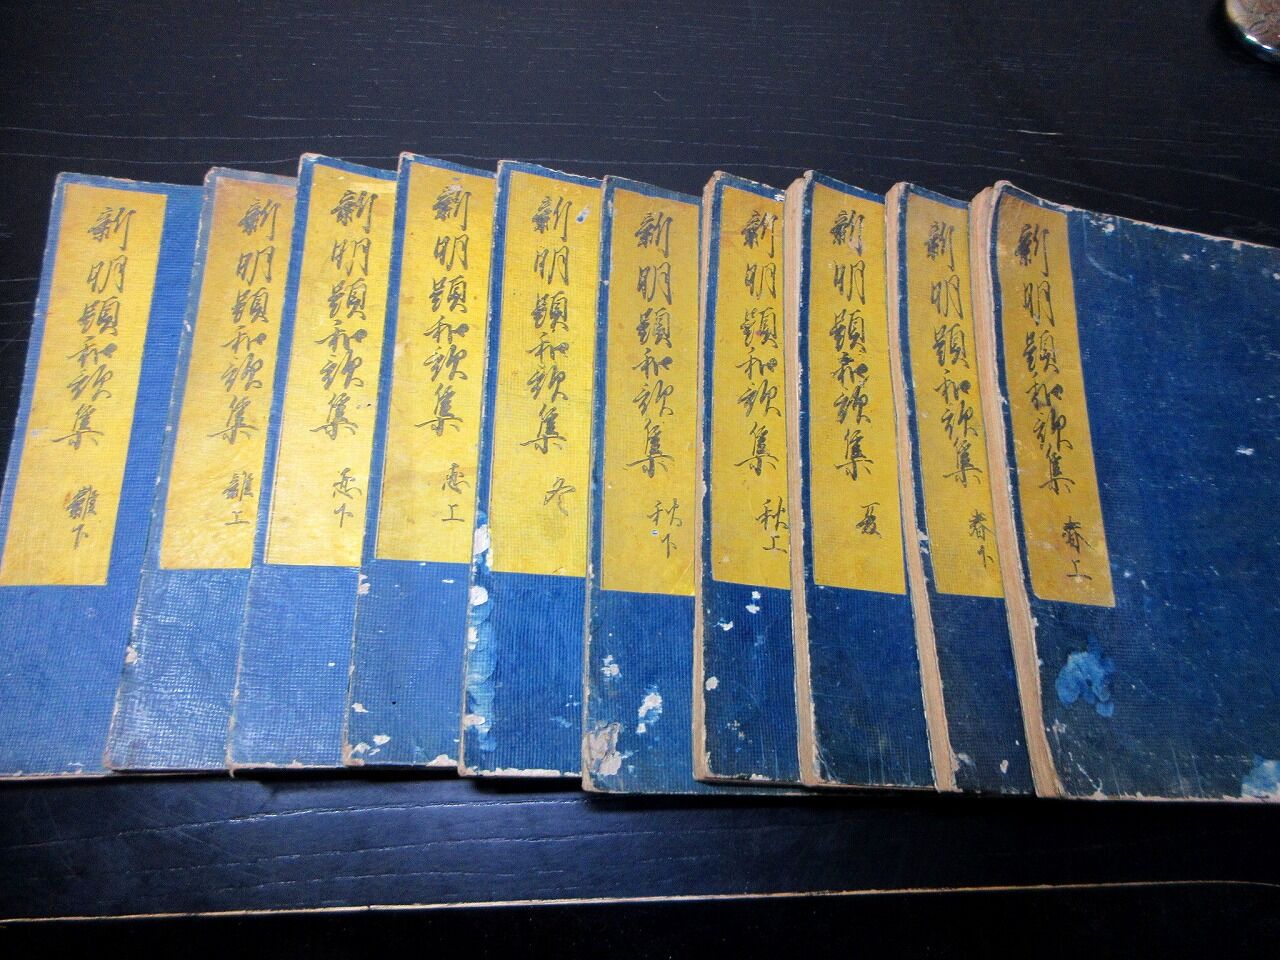 新明題和歌集 春上
新明題和歌集 春下
新明題和歌集 夏
新明題和歌集 秋上
新明題和歌集 秋下
新明題和歌集 冬
新明題和歌集 恋上
新明題和歌集 恋下
新明題和歌集 雜上
新明題和歌集 雜下